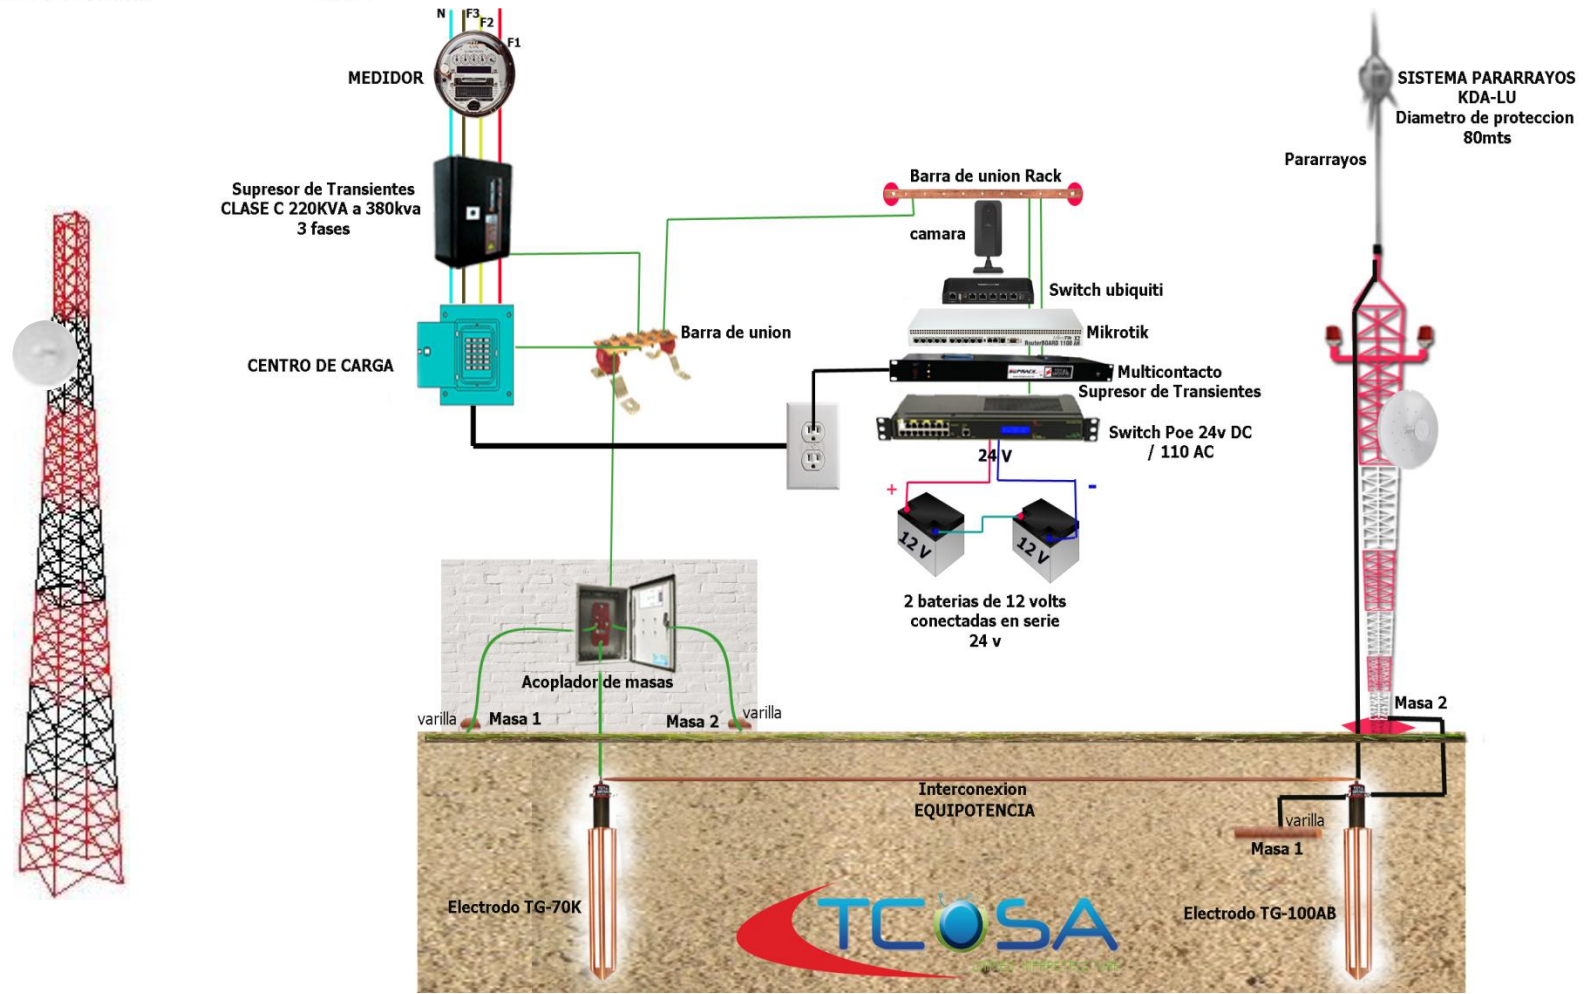 N
F3
F2
F1
MEDIDOR
SISTEMA PARARRAYOS
KDA-LU
Diametro de proteccion
80mts
Pararrayos
Supresor de Transientes
CLASE C 220KVA a 380kva
3 fases
Barra de union Rack
camara
Switch ubiquiti
Barra de union
Mikrotik
RouterBOARD 1100 AH
CENTRO DE CARGA
Multicontacto
Supresor de Transientes
SUPRACK
Switch Poe 24v DC
/ 110 AC
24 V
+
-
12 V
12 V
2 baterias de 12 volts
conectadas en serie
24 v
Acoplador de masas
varilla
Masa 1
Masa 2
varilla
Masa 2
Interconexion
EQUIPOTENCIA
varilla
Masa 1
Electrodo TG-70K
Electrodo TG-100AB
TCOSA